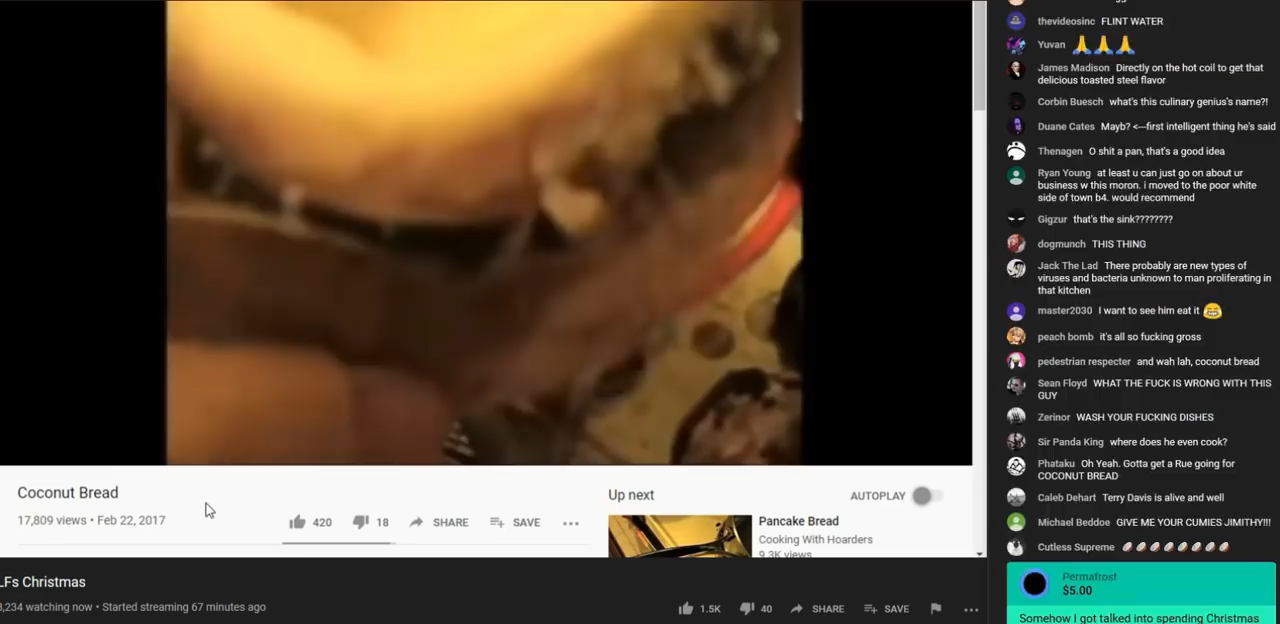 thevideosinc FLINT WATER
Yuvan 🙏🙏🙏
James Madison Directly on the hot coil to get that
delicious toasted steel flavor
Corbin Buesch what's this culinary genius's name?!
Duane Cates Mayb? <---first intelligent thing he's said
Thenagen O shit a pan, that's a good idea
Ryan Young at least u can just go on about ur
business w this moron. i moved to the poor white
side of town b4. would recommend
Gigzur that's the sink????????
dogmunch THIS THING
Jack The Lad There probably are new types of
viruses and bacteria unknown to man proliferating in
that kitchen
master2030 I want to see him eat it 😂
peach bomb it's all so fucking gross
pedestrian respecter and wah lah, coconut bread
Sean Floyd WHAT THE FUCK IS WRONG WITH THIS
GUY
Zerinor WASH YOUR FUCKING DISHES
Sir Panda King where does he even cook?
Phataku Oh Yeah. Gotta get a Rue going for
COCONUT BREAD
Caleb Dehart Terry Davis is alive and well
Michael Beddoe GIVE ME YOUR CUMIES JIMITHY!!!
Cutless Supreme 🥥🥥🥥🥥🥥🥥🥥🥥
Permafrost
$5.00
Somehow I got talked into spending Christmas
Coconut Bread
17,809 views • Feb 22, 2017
420
18
SHARE
SAVE
Up next
AUTOPLAY
Pancake Bread
Cooking With Hoarders
9.3K views
LFs Christmas
3,234 watching now • Started streaming 67 minutes ago
1.5K
40
SHARE
SAVE